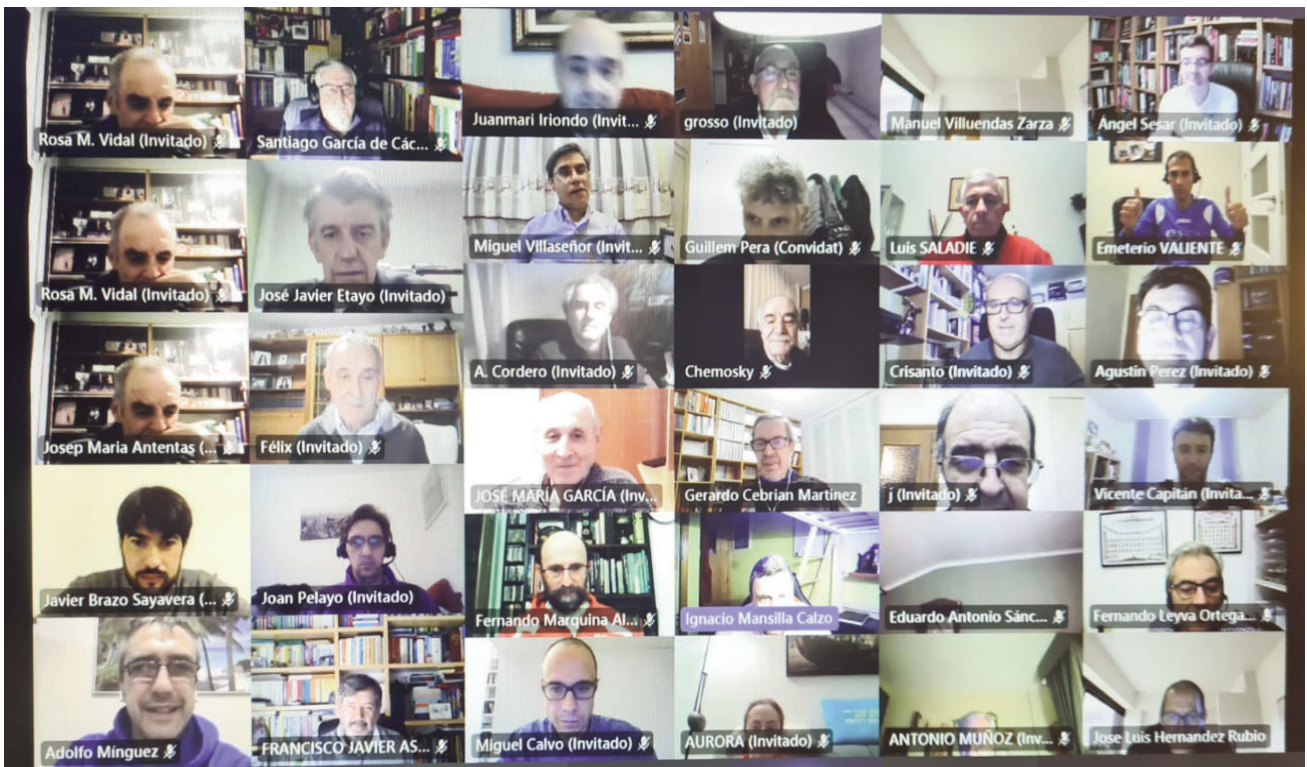 Rosa M. Vidal (Invitado)
Santiago García de Các...
Juanmari Iriondo (Invit...
grosso (Invitado)
Manuel Villuendas Zarza
Ángel Sesar (Invitado)
Rosa M. Vidal (Invitado)
José Javier Etayo (Invitado)
Miguel Villaseñor (Invit...
Guillem Pera (Convidat)
Luis SALADIE
Emeterio VALIENTE
Josep Maria Antentas (...
Félix (Invitado)
A. Cordero (Invitado)
Chemosky
Crisanto (Invitado)
Agustín Perez (Invitado)
Javier Brazo Sayavera (...
Joan Pelayo (Invitado)
JOSÉ MARÍA GARCÍA (Inv...
Gerardo Cebrian Martinez
j (Invitado)
Vicente Capitán (Invita...
Fernando Marquina Al...
Ignacio Mansilla Calzo
Eduardo Antonio Sánc...
Fernando Leyva Ortega...
Adolfo Mínguez
FRANCISCO JAVIER AS...
Miguel Calvo (Invitado)
AURORA (Invitado)
ANTONIO MUÑOZ (Inv...
Jose Luis Hernandez Rubio